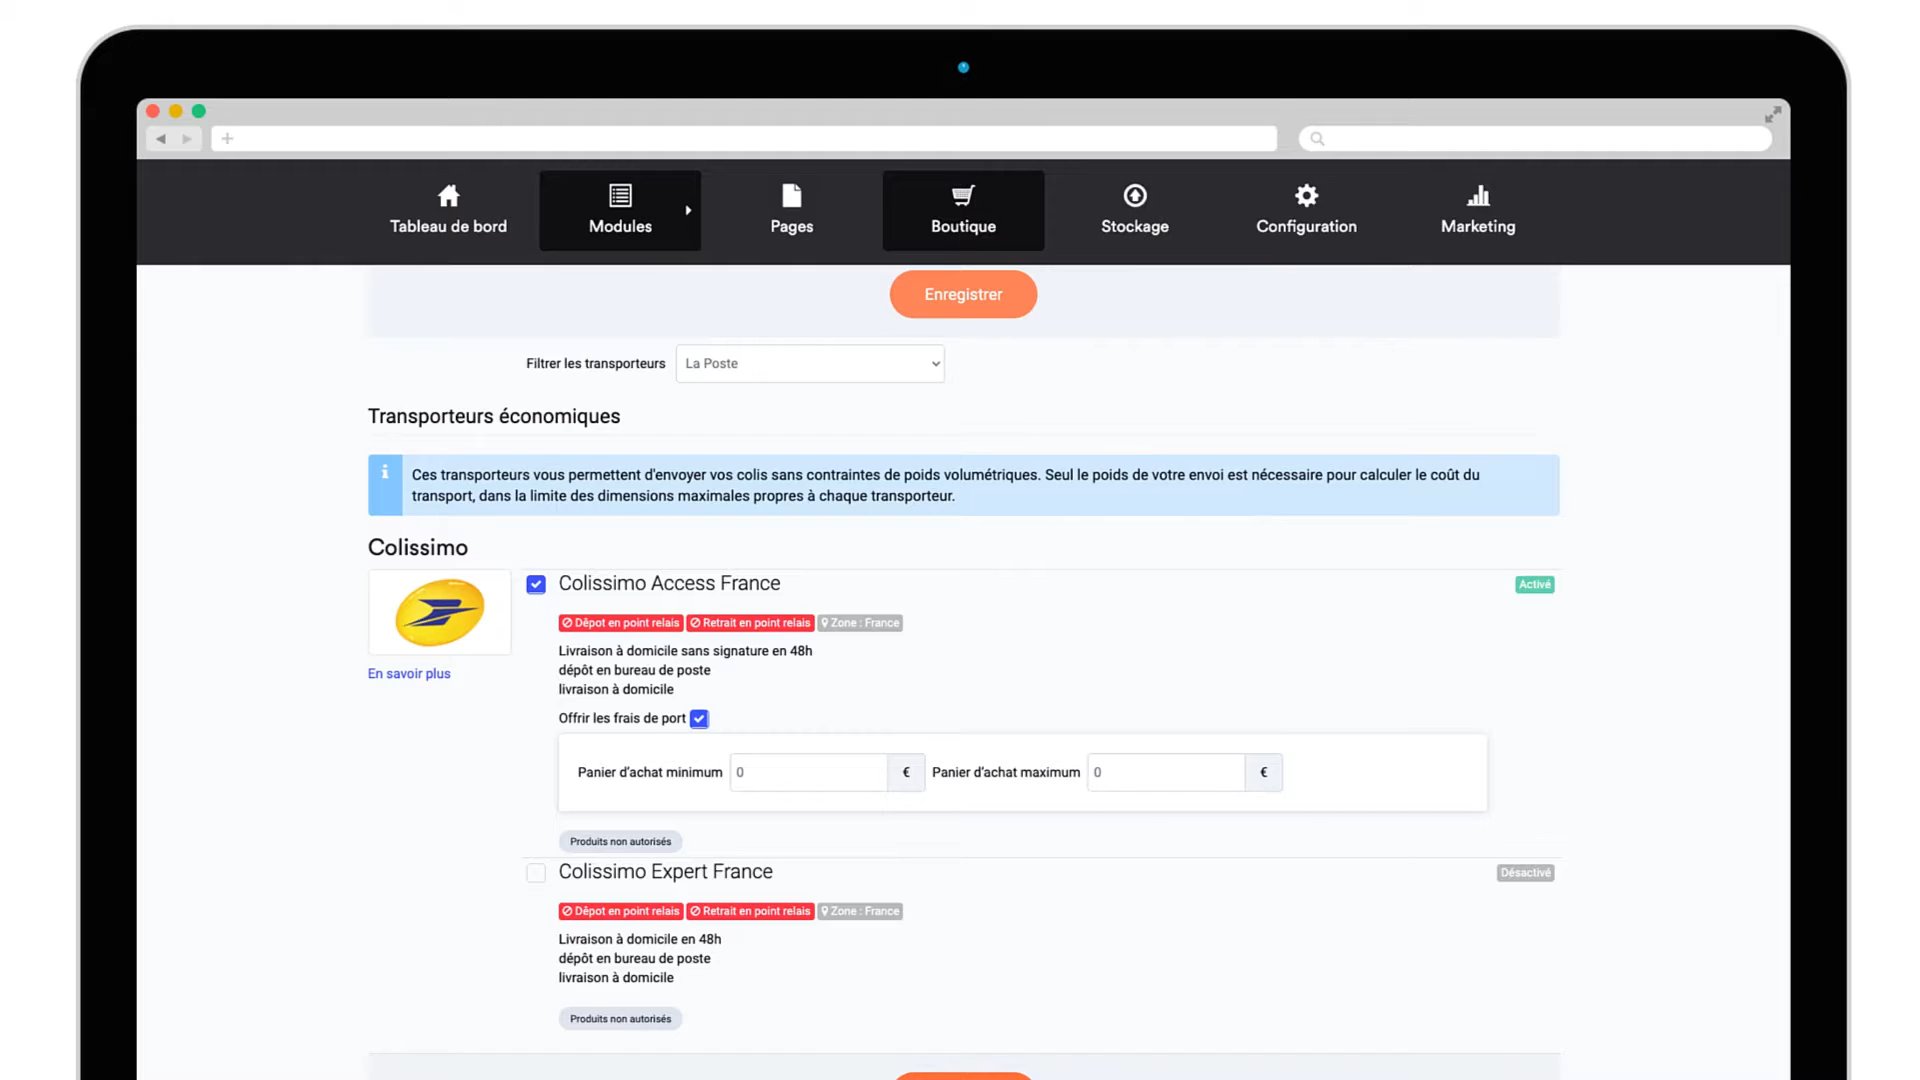 Tableau de bord
Modules
Pages
Boutique
Stockage
Configuration
Marketing
Enregistrer
Filtrer les transporteurs
La Poste
Transporteurs économiques
Ces transporteurs vous permettent d'envoyer vos colis sans contraintes de poids volumétriques. Seul le poids de votre envoi est nécessaire pour calculer le coût du
transport, dans la limite des dimensions maximales propres à chaque transporteur.
Colissimo
En savoir plus
Colissimo Access France
Activé
Dépot en point relais Retrait en point relais Zone : France
Livraison à domicile sans signature en 48h
dépôt en bureau de poste
livraison à domicile
Offrir les frais de port
Panier d'achat minimum 0 € Panier d'achat maximum 0 €
Produits non autorisés
Colissimo Expert France
Désactivé
Dépot en point relais Retrait en point relais Zone : France
Livraison à domicile en 48h
dépôt en bureau de poste
livraison à domicile
Produits non autorisés